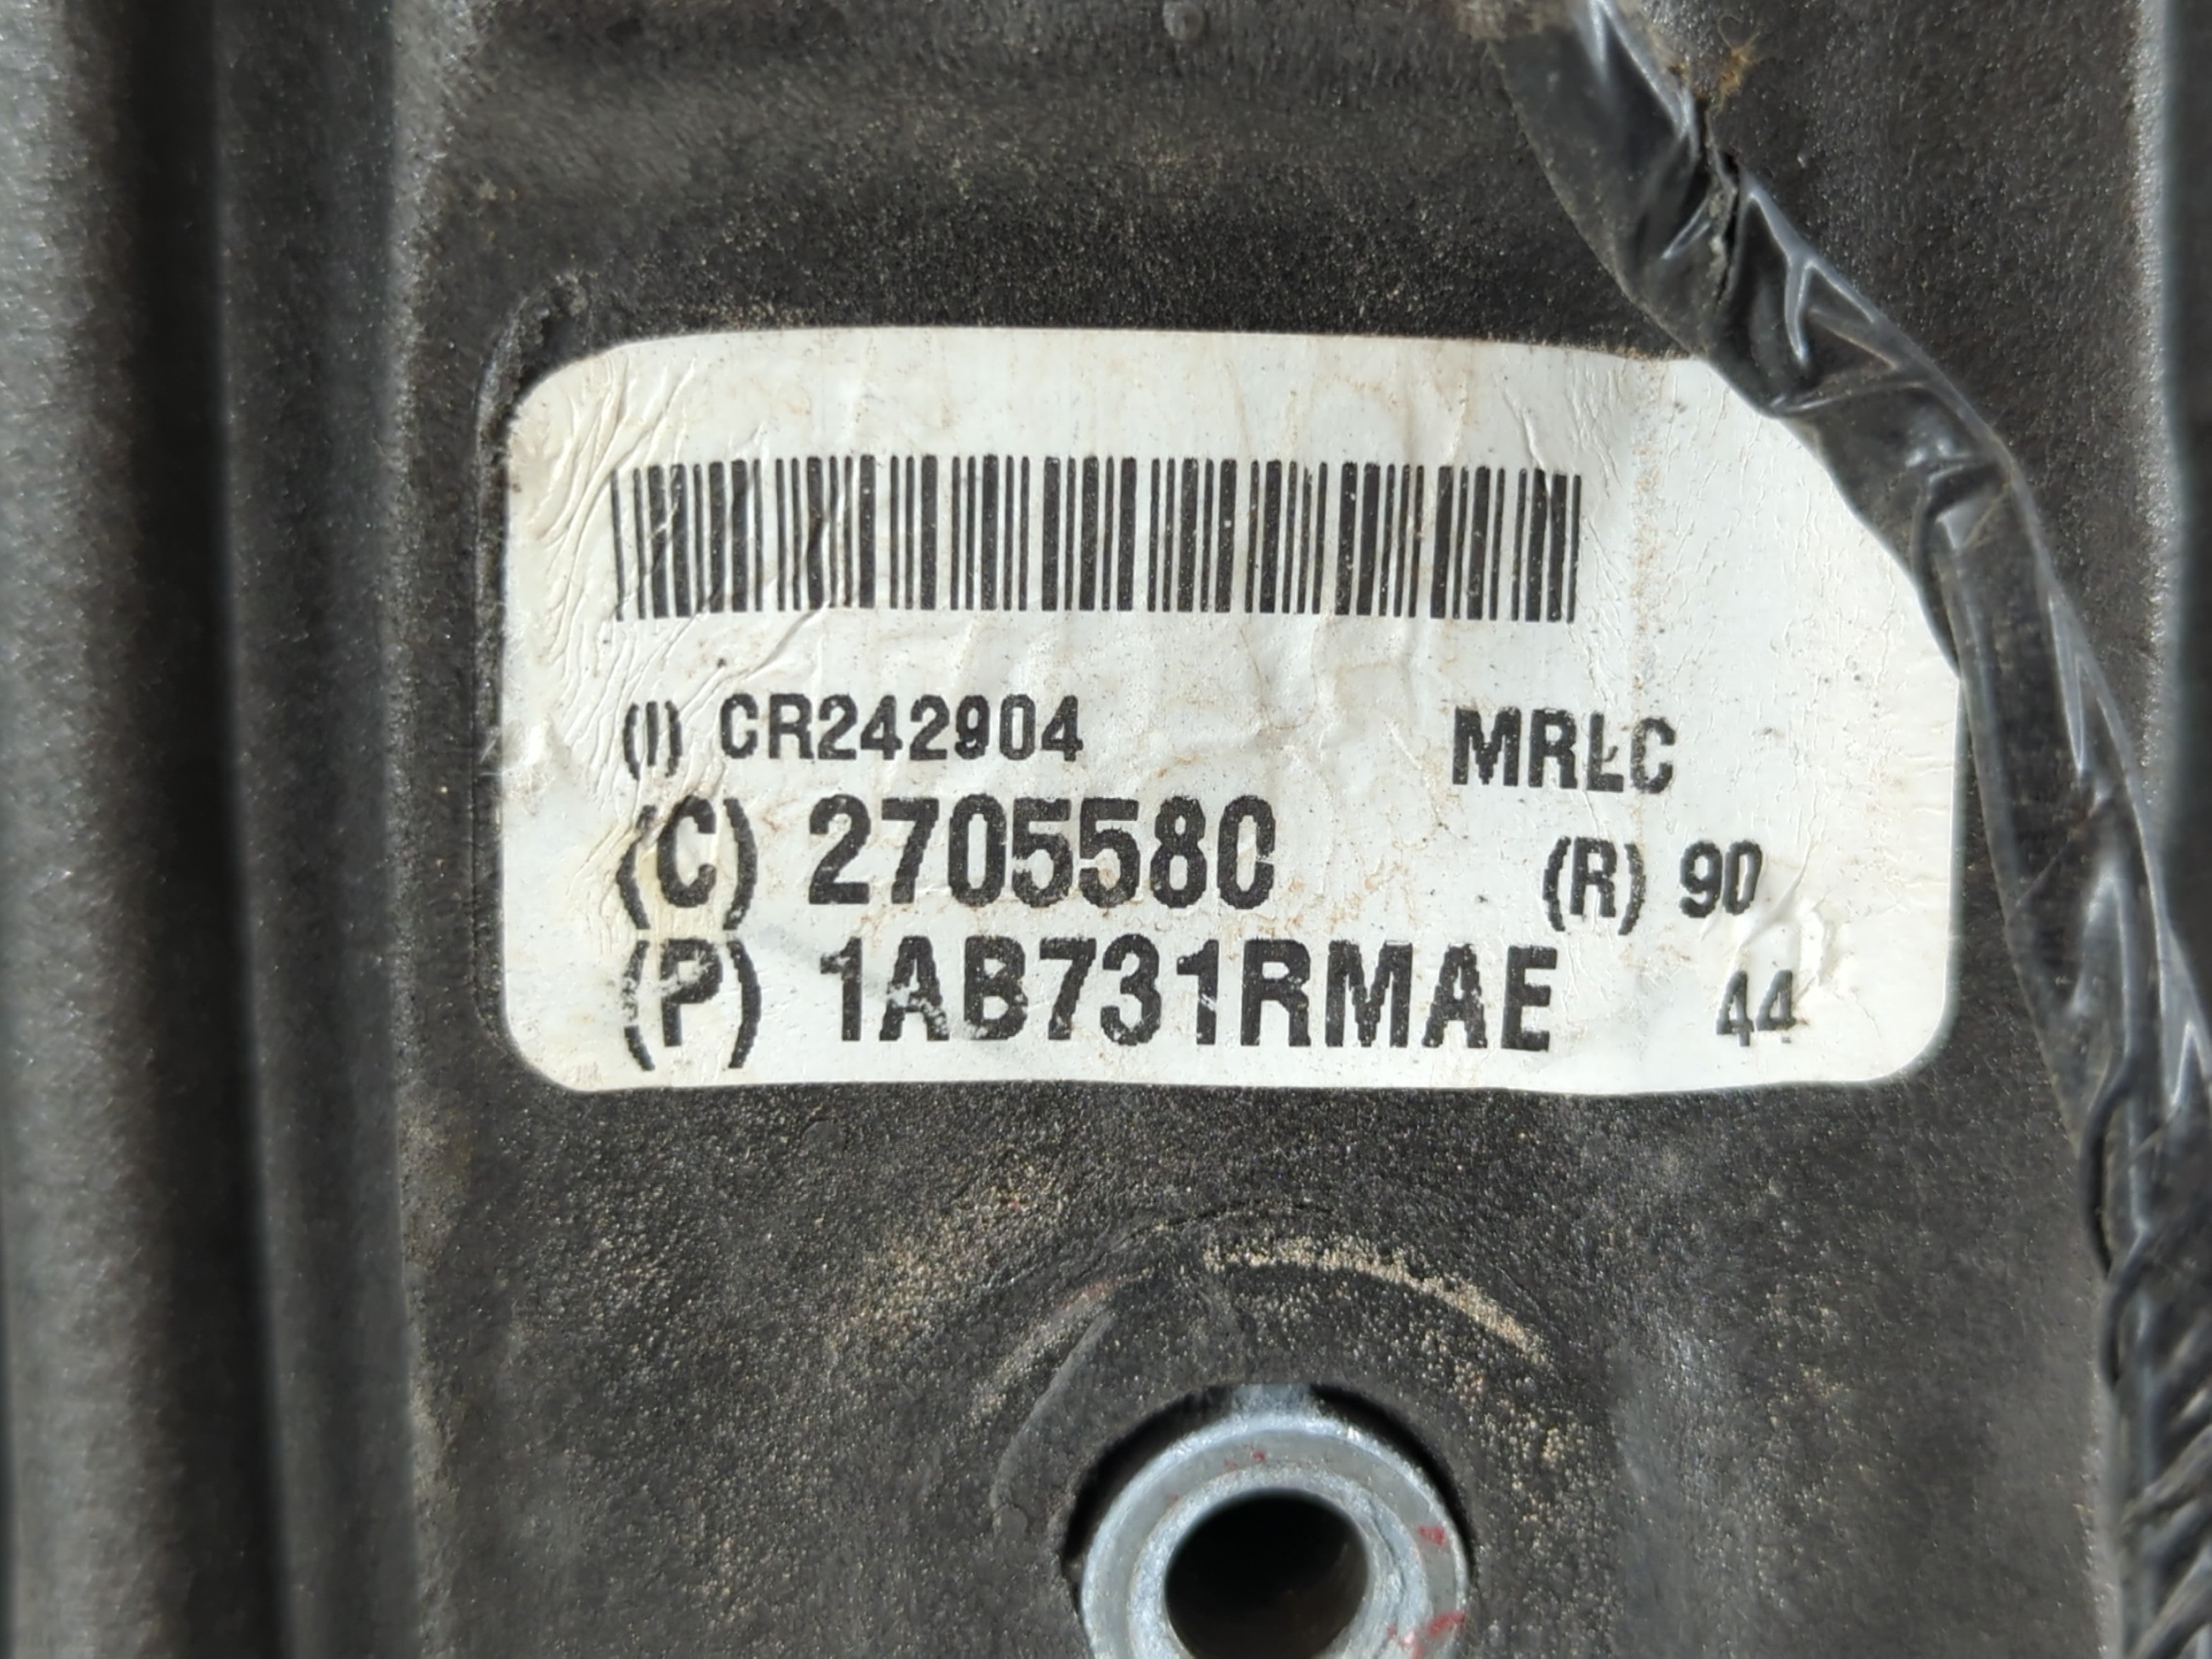 (I) CR242904 MRLC
(C) 2705580 (R) 90
(P) 1AB731RMAE 44